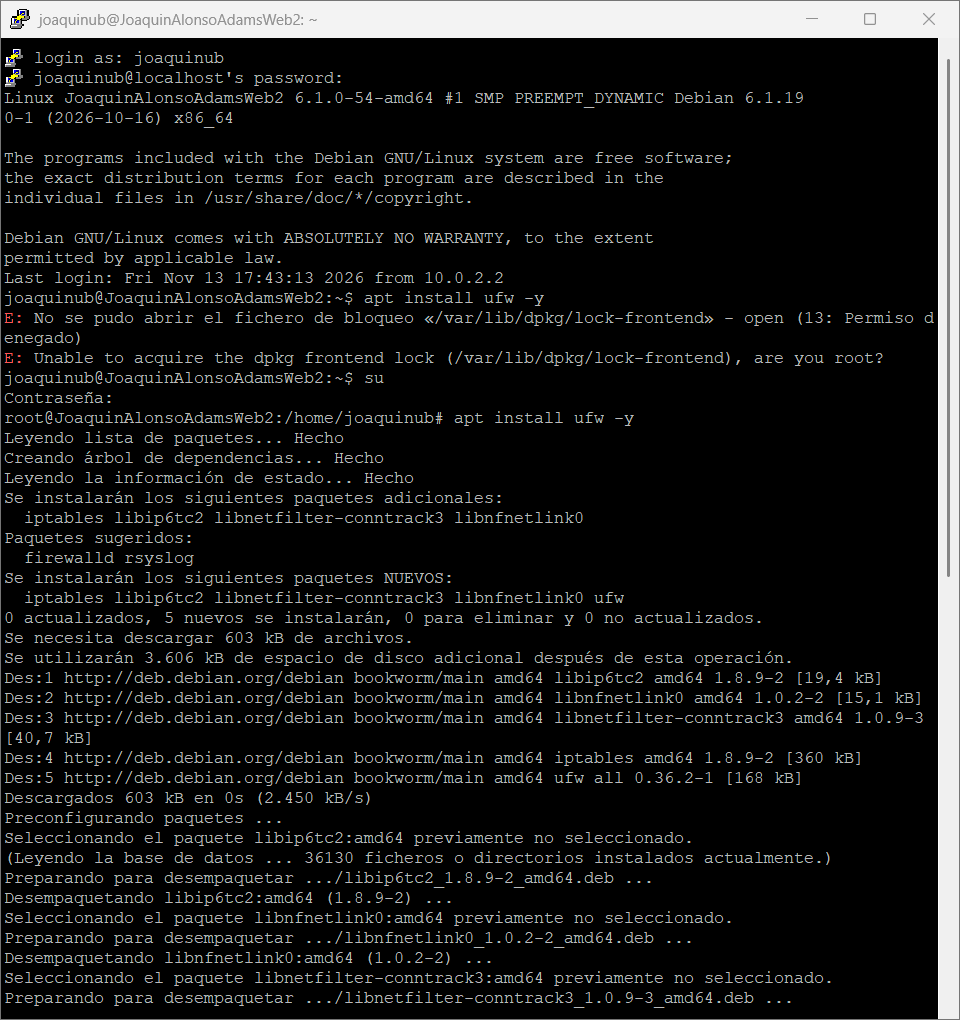 joaquinub@JoaquinAlonsoAdamsWeb2: ~
login as: joaquinub
joaquinub@localhost's password:
Linux JoaquinAlonsoAdamsWeb2 6.1.0-54-amd64 #1 SMP PREEMPT_DYNAMIC Debian 6.1.19
0-1 (2026-10-16) x86_64
The programs included with the Debian GNU/Linux system are free software;
the exact distribution terms for each program are described in the
individual files in /usr/share/doc/*/copyright.
Debian GNU/Linux comes with ABSOLUTELY NO WARRANTY, to the extent
permitted by applicable law.
Last login: Fri Nov 13 17:43:13 2026 from 10.0.2.2
joaquinub@JoaquinAlonsoAdamsWeb2:~$ apt install ufw -y
E: No se pudo abrir el fichero de bloqueo «/var/lib/dpkg/lock-frontend» - open (13: Permiso d
enegado)
E: Unable to acquire the dpkg frontend lock (/var/lib/dpkg/lock-frontend), are you root?
joaquinub@JoaquinAlonsoAdamsWeb2:~$ su
Contraseña:
root@JoaquinAlonsoAdamsWeb2:/home/joaquinub# apt install ufw -y
Leyendo lista de paquetes... Hecho
Creando árbol de dependencias... Hecho
Leyendo la información de estado... Hecho
Se instalarán los siguientes paquetes adicionales:
  iptables libip6tc2 libnetfilter-conntrack3 libnfnetlink0
Paquetes sugeridos:
  firewalld rsyslog
Se instalarán los siguientes paquetes NUEVOS:
  iptables libip6tc2 libnetfilter-conntrack3 libnfnetlink0 ufw
0 actualizados, 5 nuevos se instalarán, 0 para eliminar y 0 no actualizados.
Se necesita descargar 603 kB de archivos.
Se utilizarán 3.606 kB de espacio de disco adicional después de esta operación.
Des:1 http://deb.debian.org/debian bookworm/main amd64 libip6tc2 amd64 1.8.9-2 [19,4 kB]
Des:2 http://deb.debian.org/debian bookworm/main amd64 libnfnetlink0 amd64 1.0.2-2 [15,1 kB]
Des:3 http://deb.debian.org/debian bookworm/main amd64 libnetfilter-conntrack3 amd64 1.0.9-3
[40,7 kB]
Des:4 http://deb.debian.org/debian bookworm/main amd64 iptables amd64 1.8.9-2 [360 kB]
Des:5 http://deb.debian.org/debian bookworm/main amd64 ufw all 0.36.2-1 [168 kB]
Descargados 603 kB en 0s (2.450 kB/s)
Preconfigurando paquetes ...
Seleccionando el paquete libip6tc2:amd64 previamente no seleccionado.
(Leyendo la base de datos ... 36130 ficheros o directorios instalados actualmente.)
Preparando para desempaquetar .../libip6tc2_1.8.9-2_amd64.deb ...
Desempaquetando libip6tc2:amd64 (1.8.9-2) ...
Seleccionando el paquete libnfnetlink0:amd64 previamente no seleccionado.
Preparando para desempaquetar .../libnfnetlink0_1.0.2-2_amd64.deb ...
Desempaquetando libnfnetlink0:amd64 (1.0.2-2) ...
Seleccionando el paquete libnetfilter-conntrack3:amd64 previamente no seleccionado.
Preparando para desempaquetar .../libnetfilter-conntrack3_1.0.9-3_amd64.deb ...